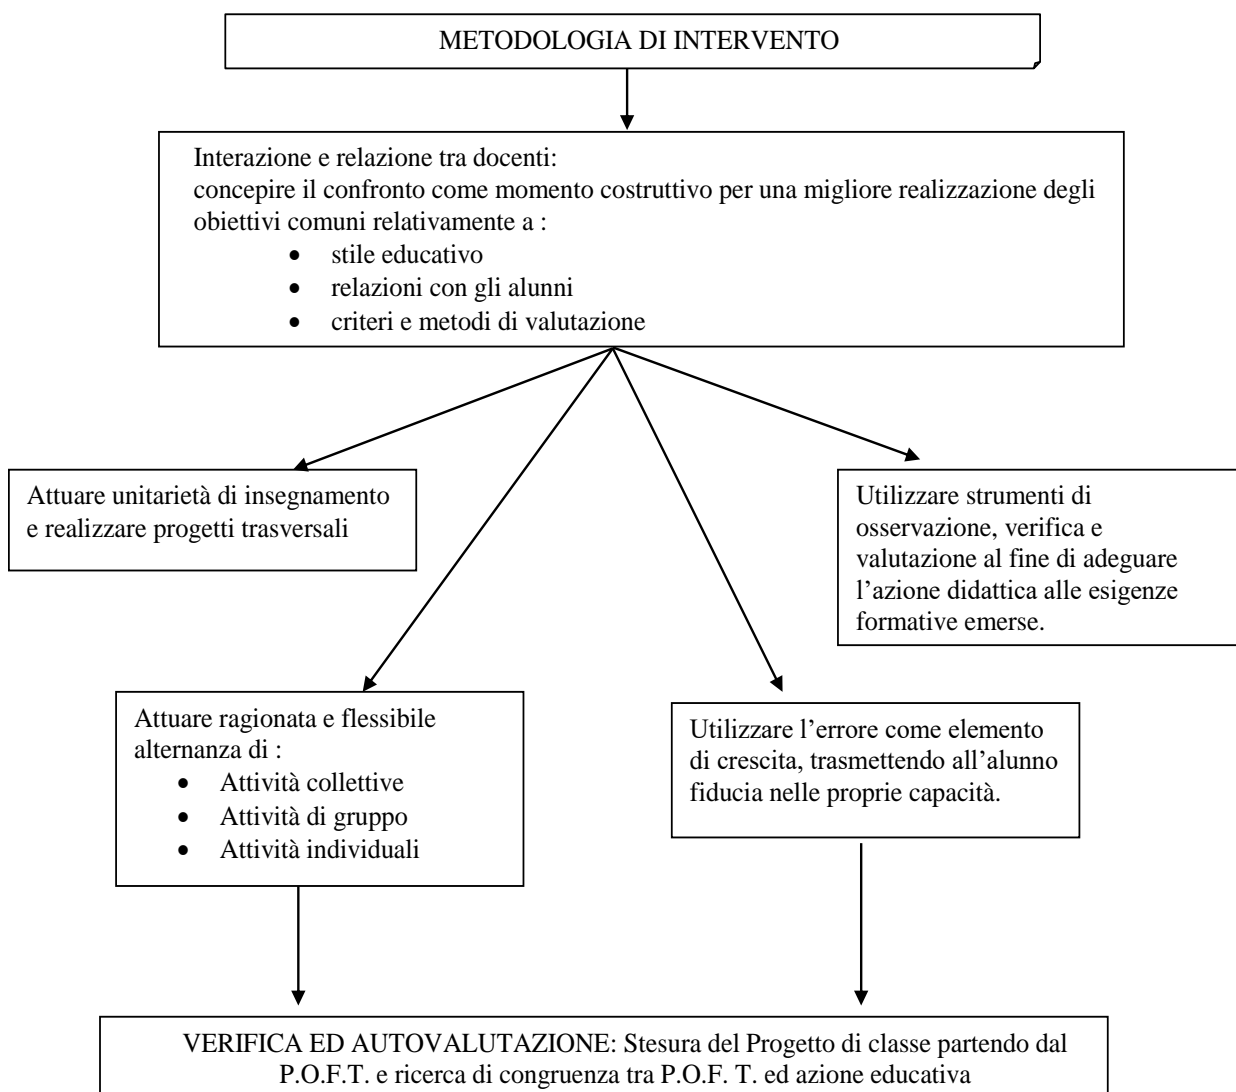 METODOLOGIA DI INTERVENTO
Interazione e relazione tra docenti:
concepire il confronto come momento costruttivo per una migliore realizzazione degli
obiettivi comuni relativamente a :
• stile educativo
• relazioni con gli alunni
• criteri e metodi di valutazione
Attuare unitarietà di insegnamento
e realizzare progetti trasversali
Utilizzare strumenti di
osservazione, verifica e
valutazione al fine di adeguare
l’azione didattica alle esigenze
formative emerse.
Attuare ragionata e flessibile
alternanza di :
• Attività collettive
• Attività di gruppo
• Attività individuali
Utilizzare l’errore come elemento
di crescita, trasmettendo all’alunno
fiducia nelle proprie capacità.
VERIFICA ED AUTOVALUTAZIONE: Stesura del Progetto di classe partendo dal
P.O.F.T. e ricerca di congruenza tra P.O.F. T. ed azione educativa